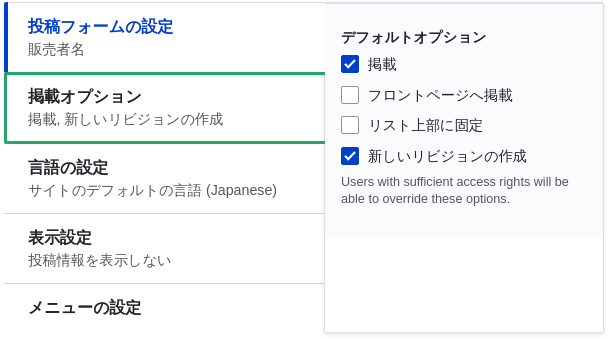 投稿フォームの設定
販売者名
掲載オプション
掲載, 新しいリビジョンの作成
言語の設定
サイトのデフォルトの言語 (Japanese)
表示設定
投稿情報を表示しない
メニューの設定
デフォルトオプション
掲載
フロントページへ掲載
リスト上部に固定
新しいリビジョンの作成
Users with sufficient access rights will be
able to override these options.